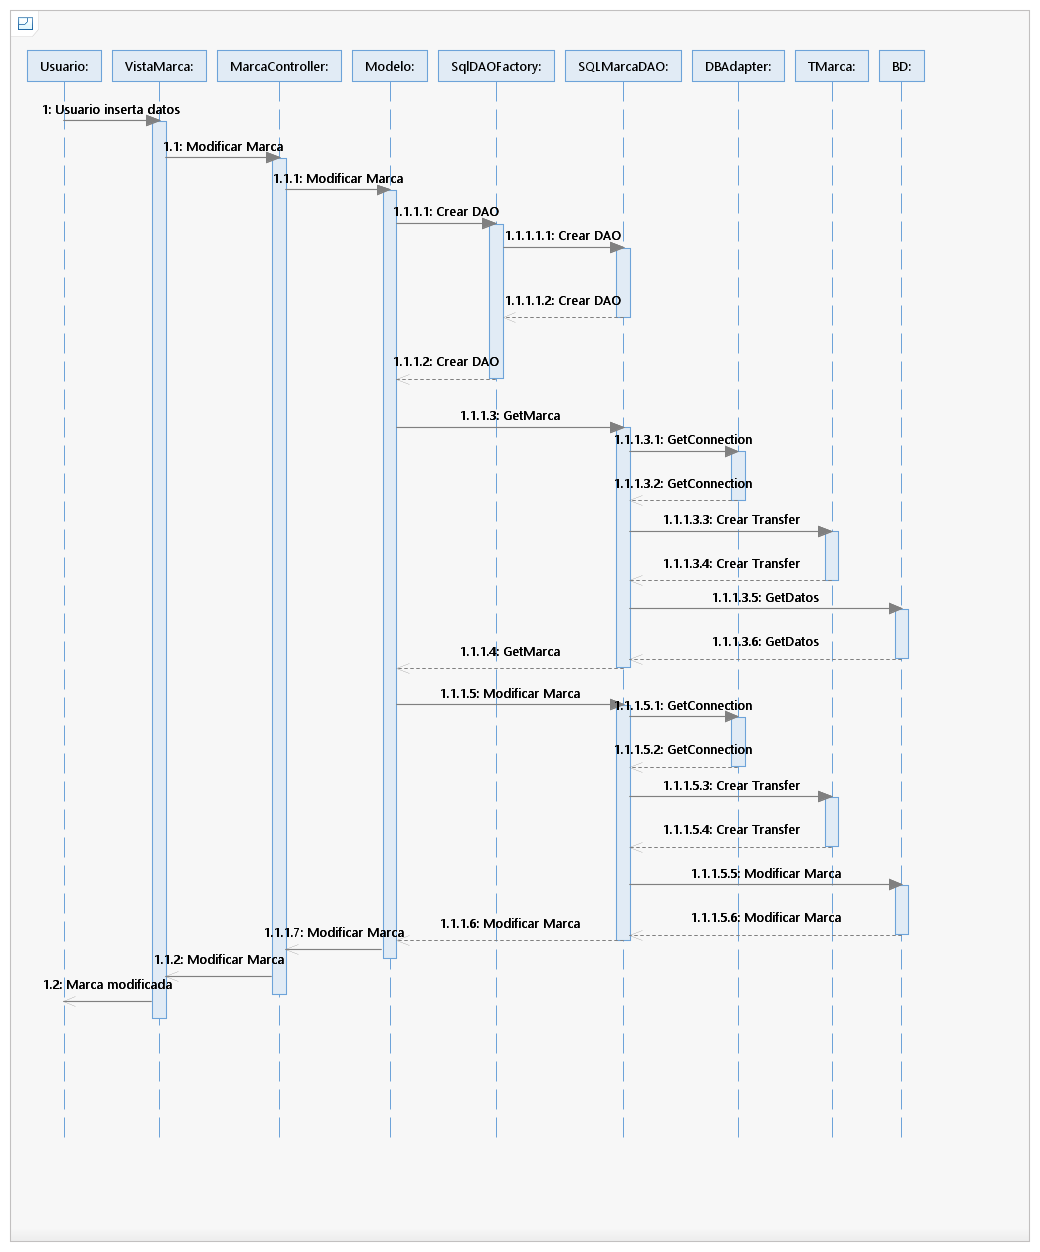 Usuario:
VistaMarca:
MarcaController:
Modelo:
SqlDAOFactory:
SQLMarcaDAO:
DBAdapter:
TMarca:
BD:
1: Usuario inserta datos
1.1: Modificar Marca
1.1.1: Modificar Marca
1.1.1.1: Crear DAO
1.1.1.1.1: Crear DAO
1.1.1.1.2: Crear DAO
1.1.1.2: Crear DAO
1.1.1.3: GetMarca
1.1.1.3.1: GetConnection
1.1.1.3.2: GetConnection
1.1.1.3.3: Crear Transfer
1.1.1.3.4: Crear Transfer
1.1.1.3.5: GetDatos
1.1.1.3.6: GetDatos
1.1.1.4: GetMarca
1.1.1.5: Modificar Marca
1.1.1.5.1: GetConnection
1.1.1.5.2: GetConnection
1.1.1.5.3: Crear Transfer
1.1.1.5.4: Crear Transfer
1.1.1.5.5: Modificar Marca
1.1.1.5.6: Modificar Marca
1.1.1.6: Modificar Marca
1.1.1.7: Modificar Marca
1.1.2: Modificar Marca
1.2: Marca modificada